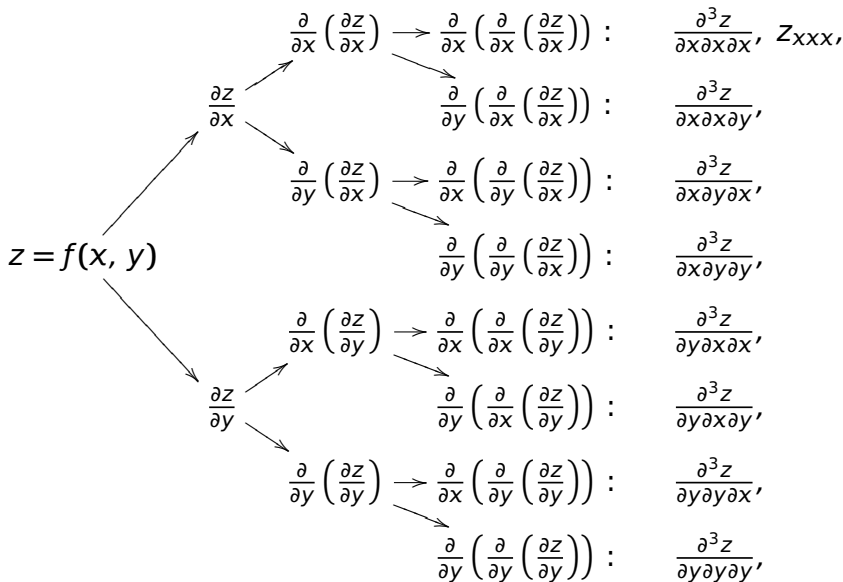 ∂/∂x (∂z/∂x) → ∂/∂x (∂/∂x (∂z/∂x)) : ∂³z/∂x∂x∂x, z_xxx,
∂z/∂x ∂/∂y (∂/∂x (∂z/∂x)) : ∂³z/∂x∂x∂y,
∂/∂y (∂z/∂x) → ∂/∂x (∂/∂y (∂z/∂x)) : ∂³z/∂x∂y∂x,
z = f(x, y) ∂/∂y (∂/∂y (∂z/∂x)) : ∂³z/∂x∂y∂y,
∂/∂x (∂z/∂y) → ∂/∂x (∂/∂x (∂z/∂y)) : ∂³z/∂y∂x∂x,
∂z/∂y ∂/∂y (∂/∂x (∂z/∂y)) : ∂³z/∂y∂x∂y,
∂/∂y (∂z/∂y) → ∂/∂x (∂/∂y (∂z/∂y)) : ∂³z/∂y∂y∂x,
∂/∂y (∂/∂y (∂z/∂y)) : ∂³z/∂y∂y∂y,